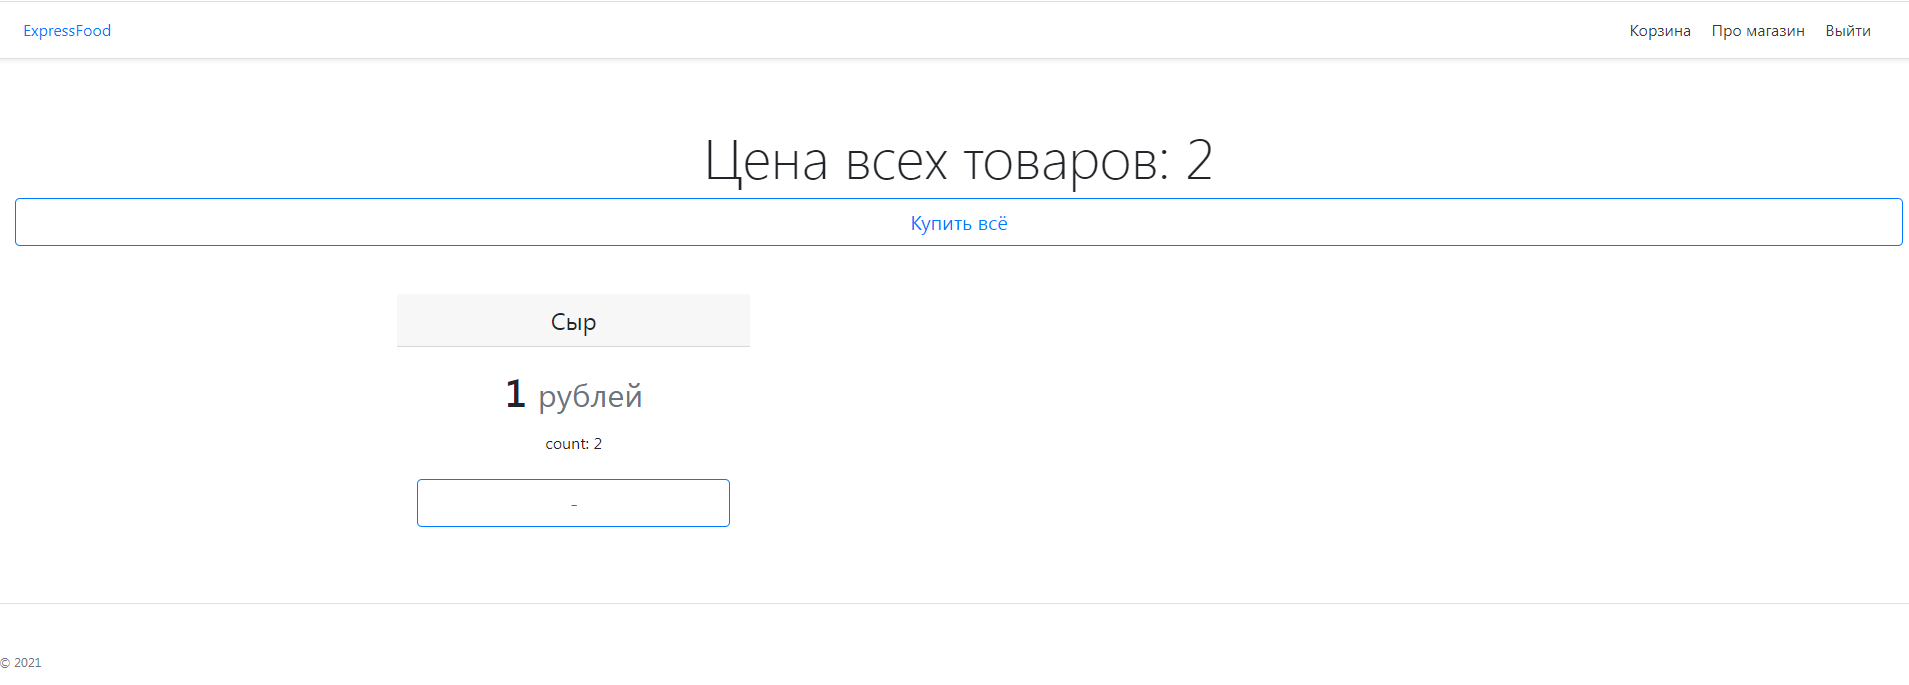 ExpressFood Корзина Про магазин Выйти
Цена всех товаров: 2
Купить всё
Сыр
1 рублей
count: 2
-
© 2021